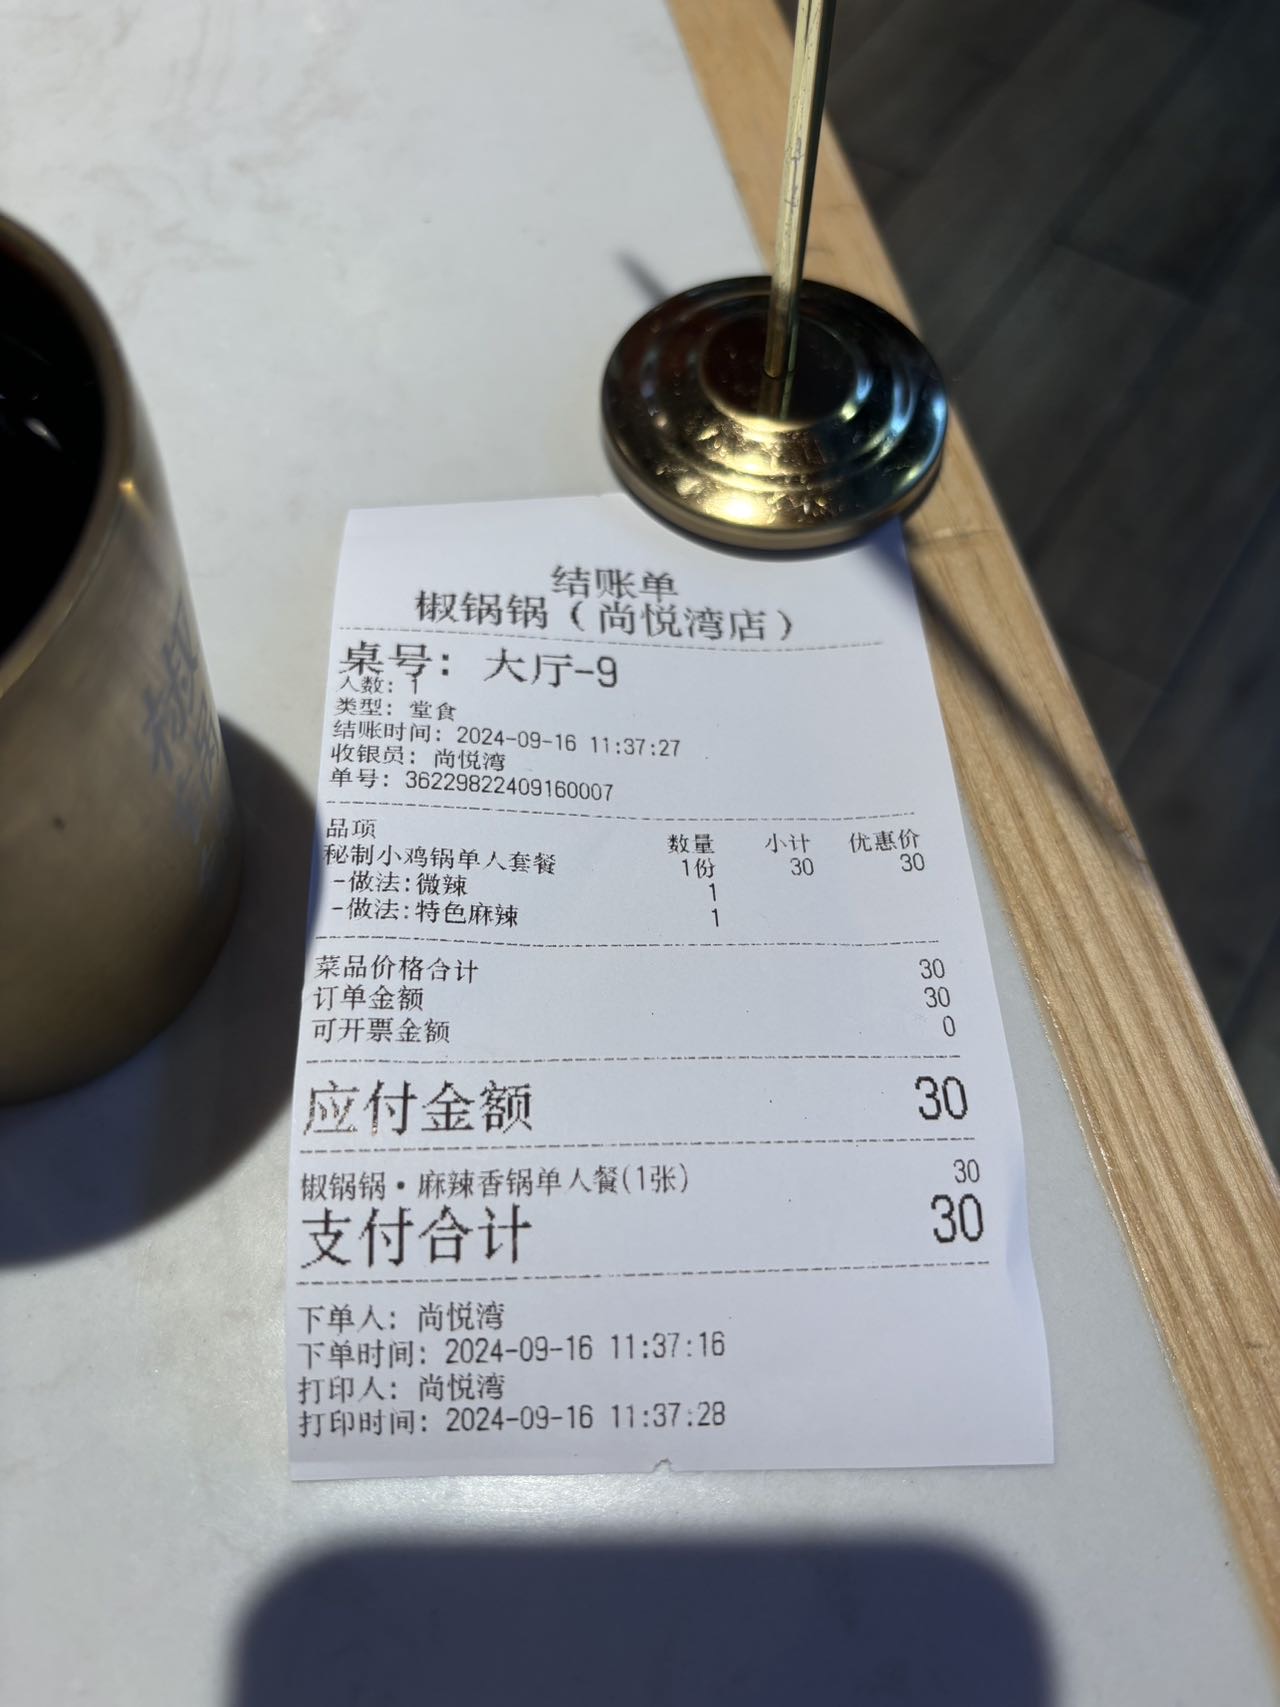 结账单
椒锅锅（尚悦湾店）
桌号: 大厅-9
人数: 1
类型: 堂食
结账时间: 2024-09-16 11:37:27
收银员: 尚悦湾
单号: 36229822409160007
品项 数量 小计 优惠价
秘制小鸡锅单人套餐 1份 30 30
-做法:微辣 1
-做法:特色麻辣 1
菜品价格合计 30
订单金额 30
可开票金额 0
应付金额 30
椒锅锅•麻辣香锅单人餐(1张) 30
支付合计 30
下单人: 尚悦湾
下单时间: 2024-09-16 11:37:16
打印人: 尚悦湾
打印时间: 2024-09-16 11:37:28